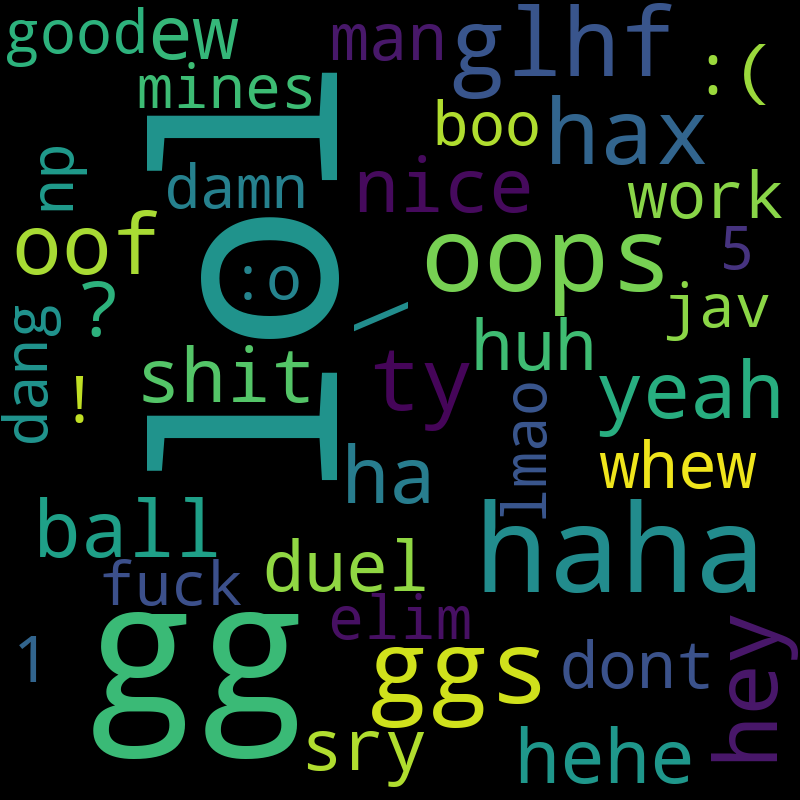 good
ew
man
glhf
:(
mines
boo
hax
np
damn
nice
work
oof
lol
:o
oops
5
?
\
jav
dang
!
shit
ty
huh
yeah
ha
lmao
whew
ball
fuck
duel
haha
elim
1
gg
ggs
dont
hey
sry
hehe